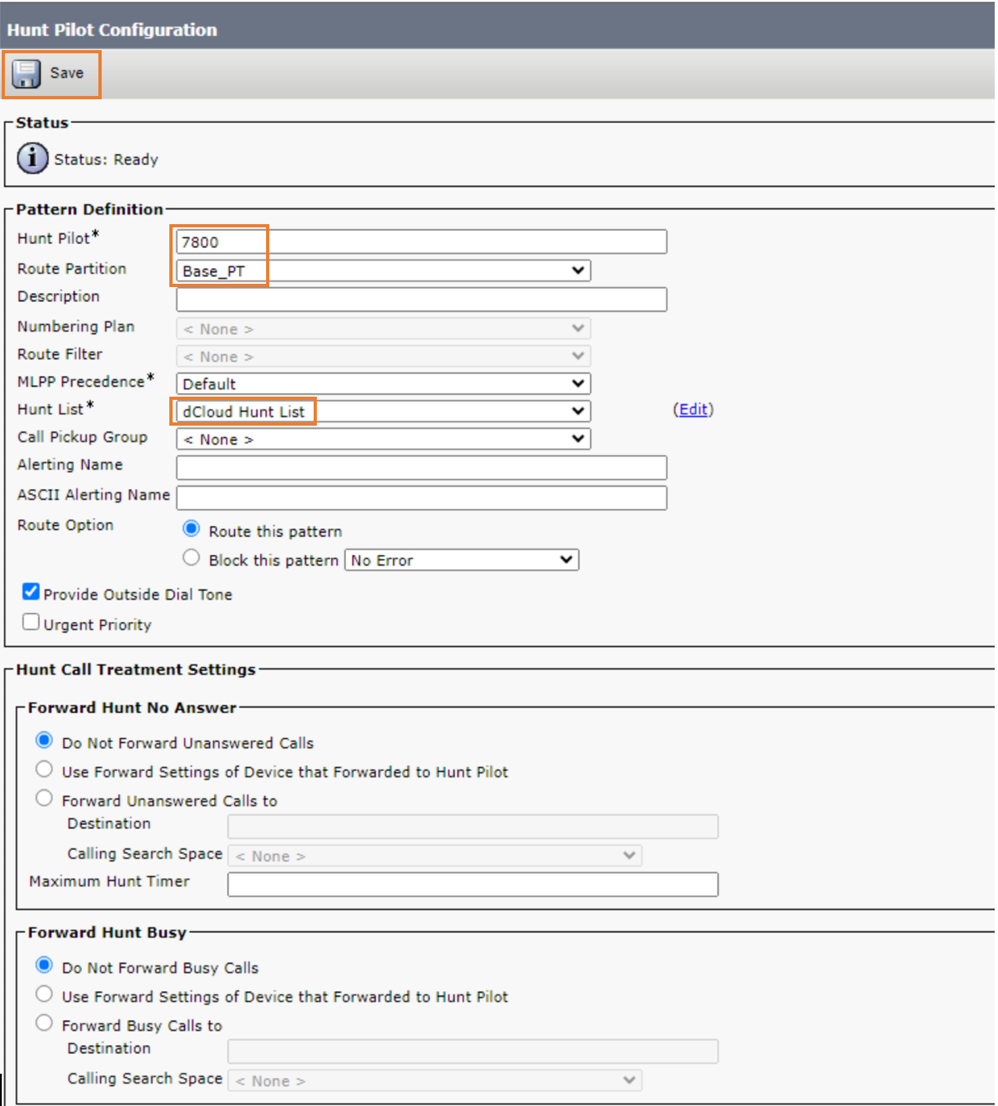 Hunt Pilot Configuration
Save
Status
Status: Ready
Pattern Definition
Hunt Pilot* 7800
Route Partition Base_PT
Description
Numbering Plan < None >
Route Filter < None >
MLPP Precedence* Default
Hunt List* dCloud Hunt List (Edit)
Call Pickup Group < None >
Alerting Name
ASCII Alerting Name
Route Option Route this pattern
Block this pattern No Error
Provide Outside Dial Tone
Urgent Priority
Hunt Call Treatment Settings
Forward Hunt No Answer
Do Not Forward Unanswered Calls
Use Forward Settings of Device that Forwarded to Hunt Pilot
Forward Unanswered Calls to
Destination
Calling Search Space < None >
Maximum Hunt Timer
Forward Hunt Busy
Do Not Forward Busy Calls
Use Forward Settings of Device that Forwarded to Hunt Pilot
Forward Busy Calls to
Destination
Calling Search Space < None >